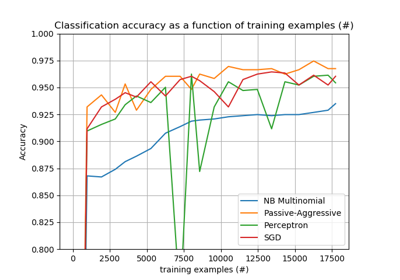 Classification accuracy as a function of training examples (#)
1.000
0.975
0.950
0.925
0.900
0.875
0.850
0.825
0.800
Accuracy
NB Multinomial
Passive-Aggressive
Perceptron
SGD
0 2500 5000 7500 10000 12500 15000 17500
training examples (#)